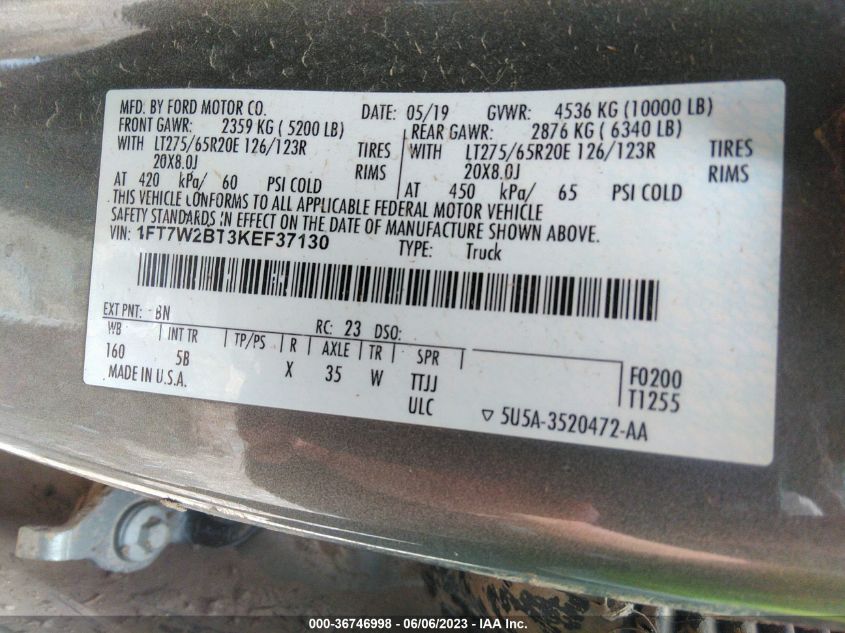 MFD. BY FORD MOTOR CO. DATE: 05/19 GVWR: 4536 KG (10000 LB)
FRONT GAWR: 2359 KG ( 5200 LB) REAR GAWR: 2876 KG ( 6340 LB)
WITH LT275/65R20E 126/123R TIRES WITH LT275/65R20E 126/123R TIRES
20X8.0J RIMS 20X8.0J RIMS
AT 420 kPa/ 60 PSI COLD AT 450 kPa/ 65 PSI COLD
THIS VEHICLE CONFORMS TO ALL APPLICABLE FEDERAL MOTOR VEHICLE
SAFETY STANDARDS IN EFFECT ON THE DATE OF MANUFACTURE SHOWN ABOVE.
VIN: 1FT7W2BT3KEF37130 TYPE: Truck
EXT PNT: BN RC: 23 DSO:
WB INT TR TP/PS R AXLE TR SPR
160 5B X 35 W TTJJ F0200
MADE IN U.S.A. ULC T1255
▽ 5U5A-3520472-AA
000-36746998 - 06/06/2023 - IAA Inc.